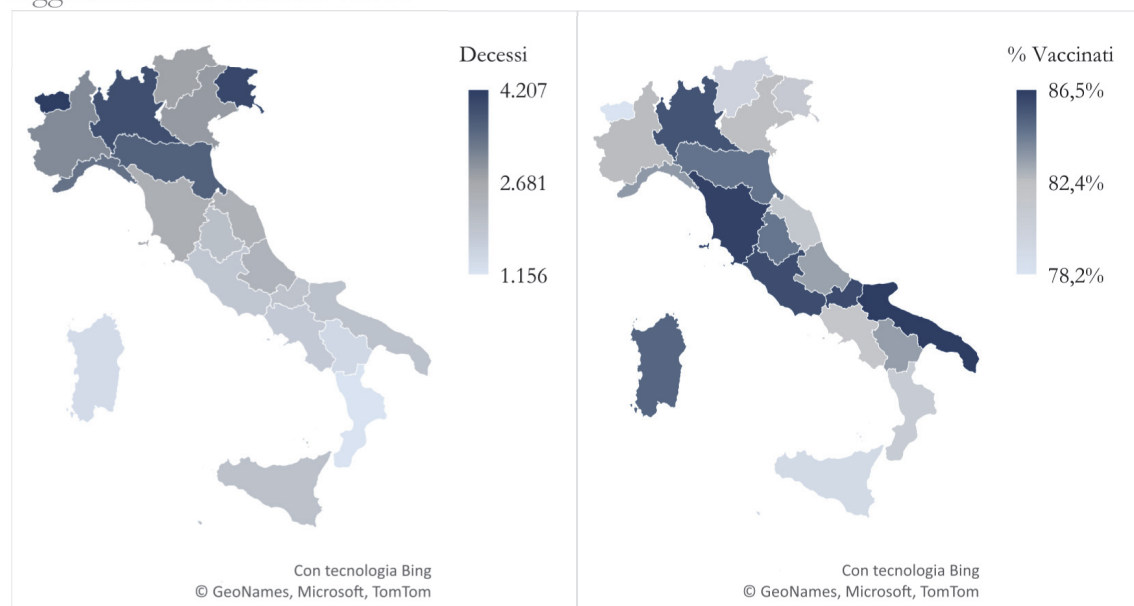 Decessi
4.207
2.681
1.156
Con tecnologia Bing
© GeoNames, Microsoft, TomTom
% Vaccinati
86,5%
82,4%
78,2%
Con tecnologia Bing
© GeoNames, Microsoft, TomTom